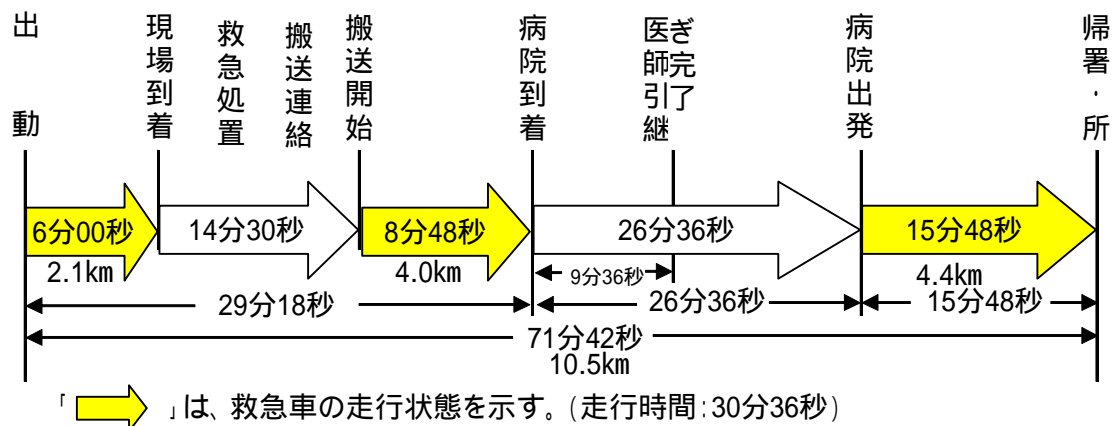 出動
現場到着
救急処置
搬送連絡
搬送開始
病院到着
医師引継
ぎ完了
病院出発
帰署・所
6分00秒
14分30秒
8分48秒
26分36秒
15分48秒
2.1km
4.0km
9分36秒
4.4km
29分18秒
26分36秒
15分48秒
71分42秒
10.5km
「 」は、救急車の走行状態を示す。(走行時間:30分36秒)